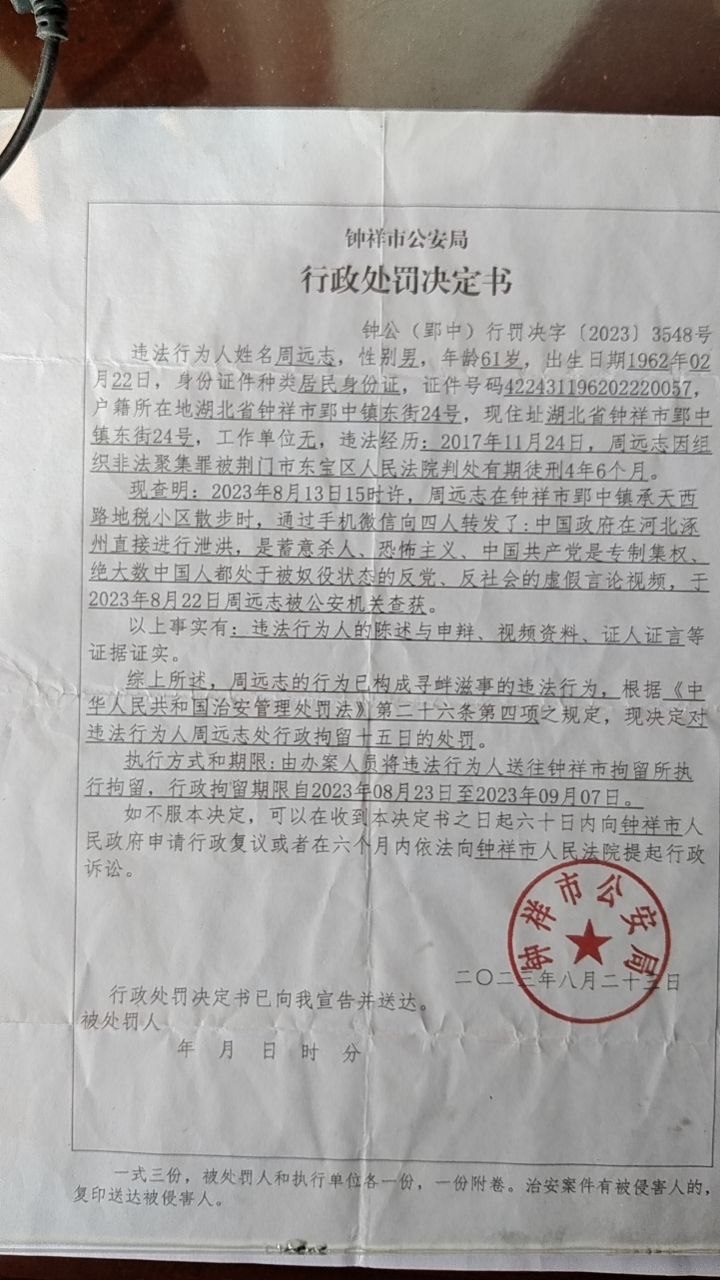 钟祥市公安局
行政处罚决定书
钟公（郢中）行罚决字〔2023〕3548号
违法行为人姓名周远志，性别男，年龄61岁，出生日期1962年02
月22日，身份证件种类居民身份证，证件号码422431196202220057，
户籍所在地湖北省钟祥市郢中镇东街24号，现住址湖北省钟祥市郢中
镇东街24号，工作单位无，违法经历：2017年11月24日，周远志因组
织非法聚集罪被荆门市东宝区人民法院判处有期徒刑4年6个月。
现查明：2023年8月13日15时许，周远志在钟祥市郢中镇承天西
路地税小区散步时，通过手机微信向四人转发了：中国政府在河北涿
州直接进行泄洪，是蓄意杀人、恐怖主义、中国共产党是专制集权、
绝大数中国人都处于被奴役状态的反党、反社会的虚假言论视频，于
2023年8月22日周远志被公安机关查获。
以上事实有：违法行为人的陈述与申辩、视频资料、证人证言等
证据证实。
综上所述，周远志的行为已构成寻衅滋事的违法行为，根据《中
华人民共和国治安管理处罚法》第二十六条第四项之规定，现决定对
违法行为人周远志处行政拘留十五日的处罚。
执行方式和期限：由办案人员将违法行为人送往钟祥市拘留所执
行拘留，行政拘留期限自2023年08月23日至2023年09月07日。
如不服本决定，可以在收到本决定书之日起六十日内向钟祥市人
民政府申请行政复议或者在六个月内依法向钟祥市人民法院提起行政
诉讼。
钟祥市公安局
二〇二三年八月二十三日
行政处罚决定书已向我宣告并送达。
被处罚人
年 月 日 时 分
一式三份，被处罚人和执行单位各一份，一份附卷。治安案件有被侵害人的，
复印送达被侵害人。